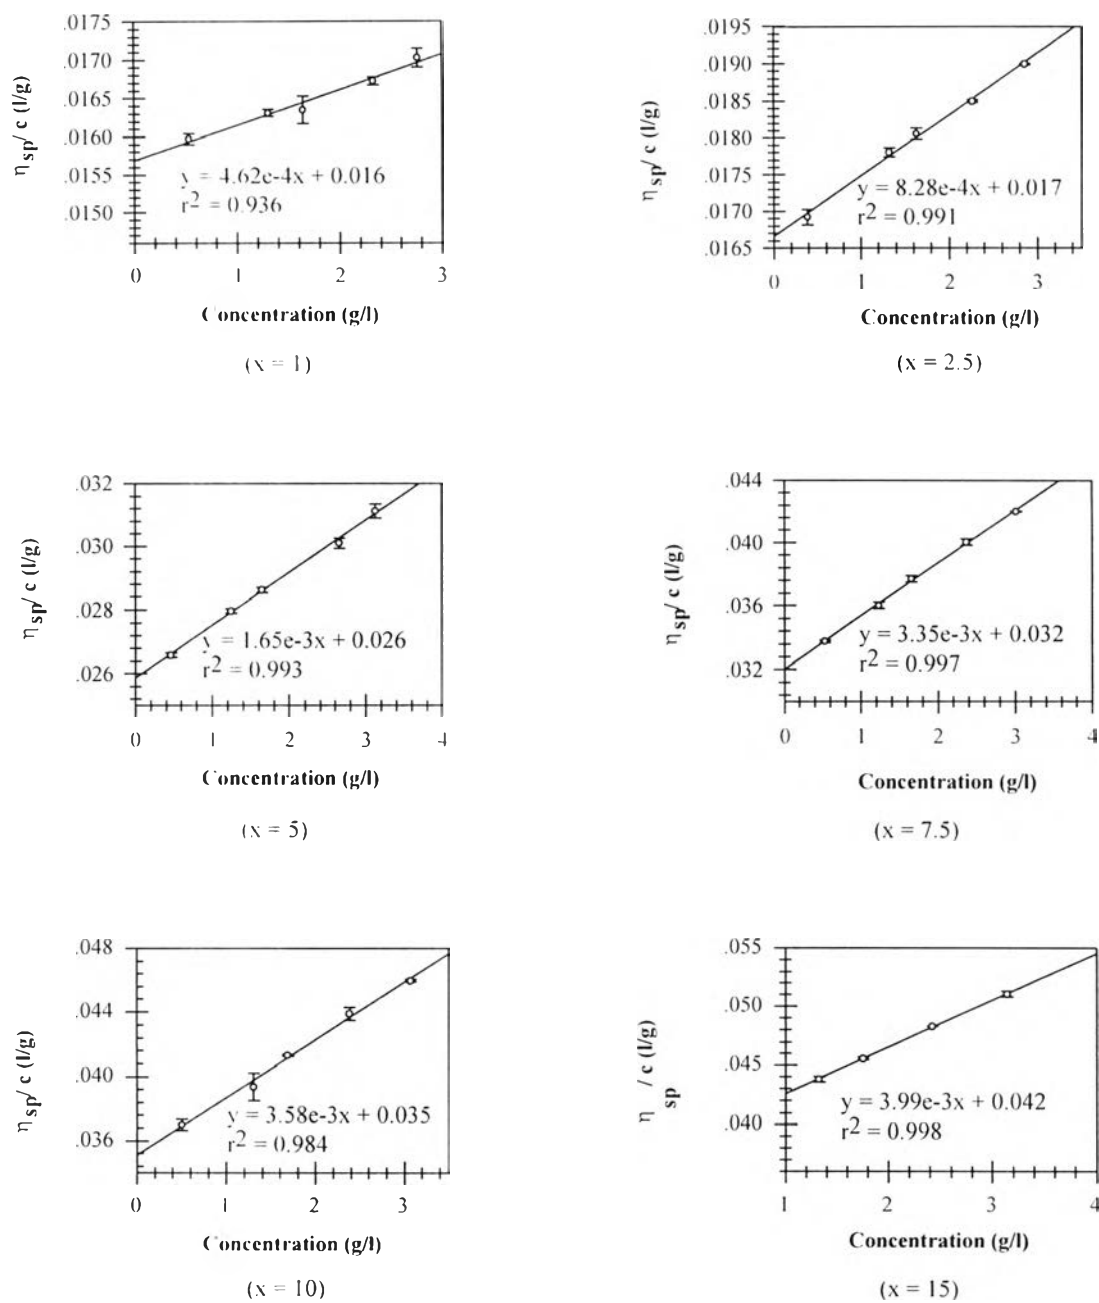 .0175
.0170
.0165
.0160
.0155
.0150
ηsp/ c (l/g)
y = 4.62e-4x + 0.016
r2 = 0.936
0 1 2 3
Concentration (g/l)
(x = 1)
.0195
.0190
.0185
.0180
.0175
.0170
.0165
ηsp/ c (l/g)
y = 8.28e-4x + 0.017
r2 = 0.991
0 1 2 3
Concentration (g/l)
(x = 2.5)
.032
.030
.028
.026
ηsp/ c (l/g)
y = 1.65e-3x + 0.026
r2 = 0.993
0 1 2 3 4
Concentration (g/l)
(x = 5)
.044
.040
.036
.032
ηsp/ c (l/g)
y = 3.35e-3x + 0.032
r2 = 0.997
0 1 2 3 4
Concentration (g/l)
(x = 7.5)
.048
.044
.040
.036
ηsp/ c (l/g)
y = 3.58e-3x + 0.035
r2 = 0.984
0 1 2 3
Concentration (g/l)
(x = 10)
.055
.050
.045
.040
ηsp / c (l/g)
y = 3.99e-3x + 0.042
r2 = 0.998
1 2 3 4
Concentration (g/l)
(x = 15)